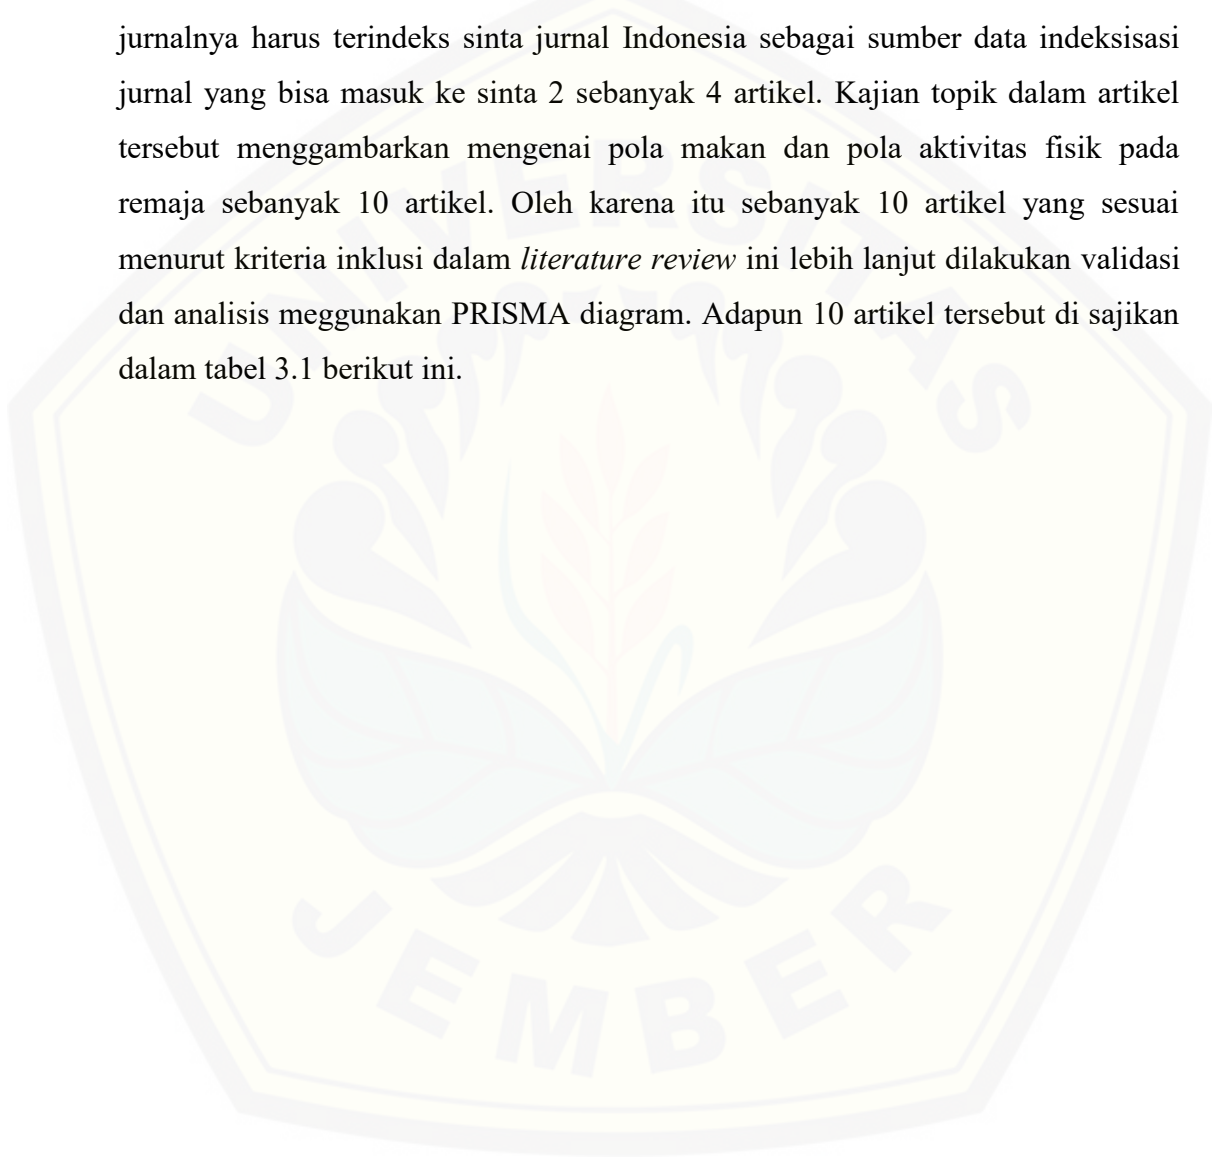 jurnalnya harus terindeks sinta jurnal Indonesia sebagai sumber data indeksisasi
jurnal yang bisa masuk ke sinta 2 sebanyak 4 artikel. Kajian topik dalam artikel
tersebut menggambarkan mengenai pola makan dan pola aktivitas fisik pada
remaja sebanyak 10 artikel. Oleh karena itu sebanyak 10 artikel yang sesuai
menurut kriteria inklusi dalam literature review ini lebih lanjut dilakukan validasi
dan analisis meggunakan PRISMA diagram. Adapun 10 artikel tersebut di sajikan
dalam tabel 3.1 berikut ini.
UNIVERSITAS
JEMBER